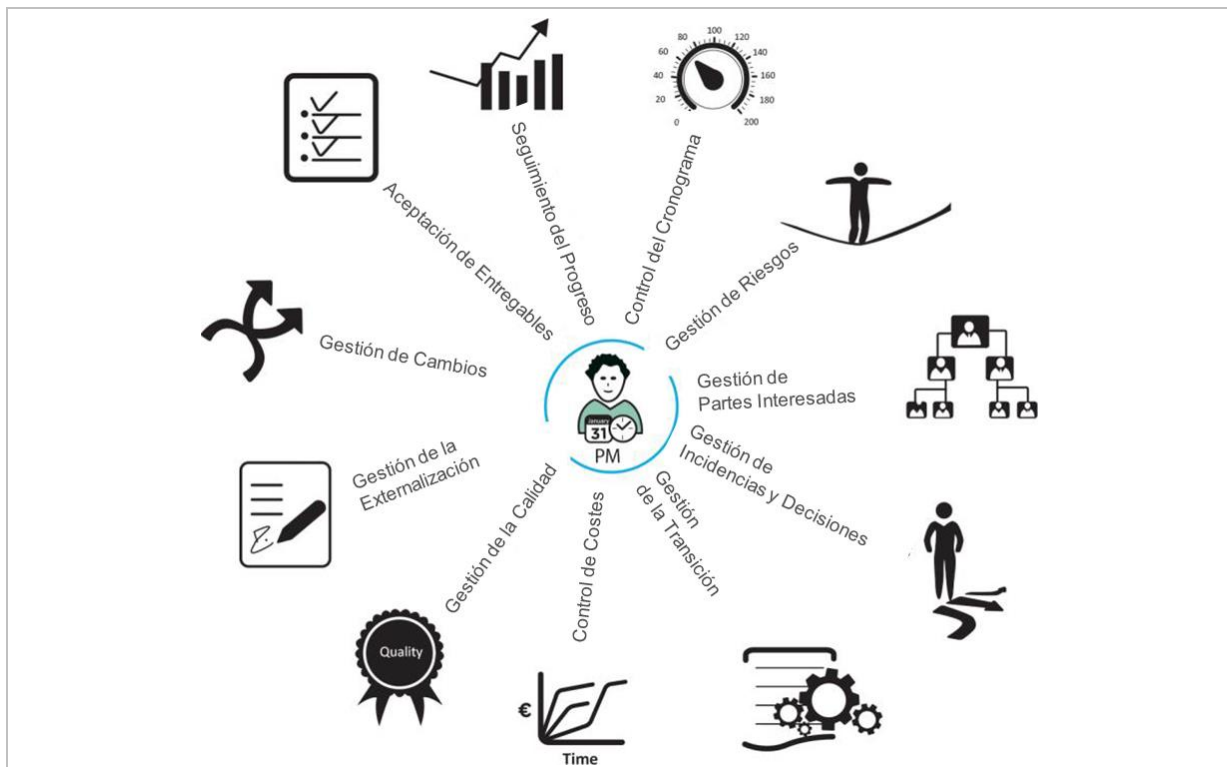 0
20
40
60
80
100
120
140
160
180
200
Seguimiento del Progreso
Control del Cronograma
Aceptación de Entregables
Gestión de Riesgos
Gestión de Cambios
Gestión de
Partes Interesadas
January
31
PM
Gestión de
Incidencias y Decisiones
Gestión de la
Externalización
Gestión de la Calidad
Control de Costes
Gestión
de la Transición
Quality
€
Time